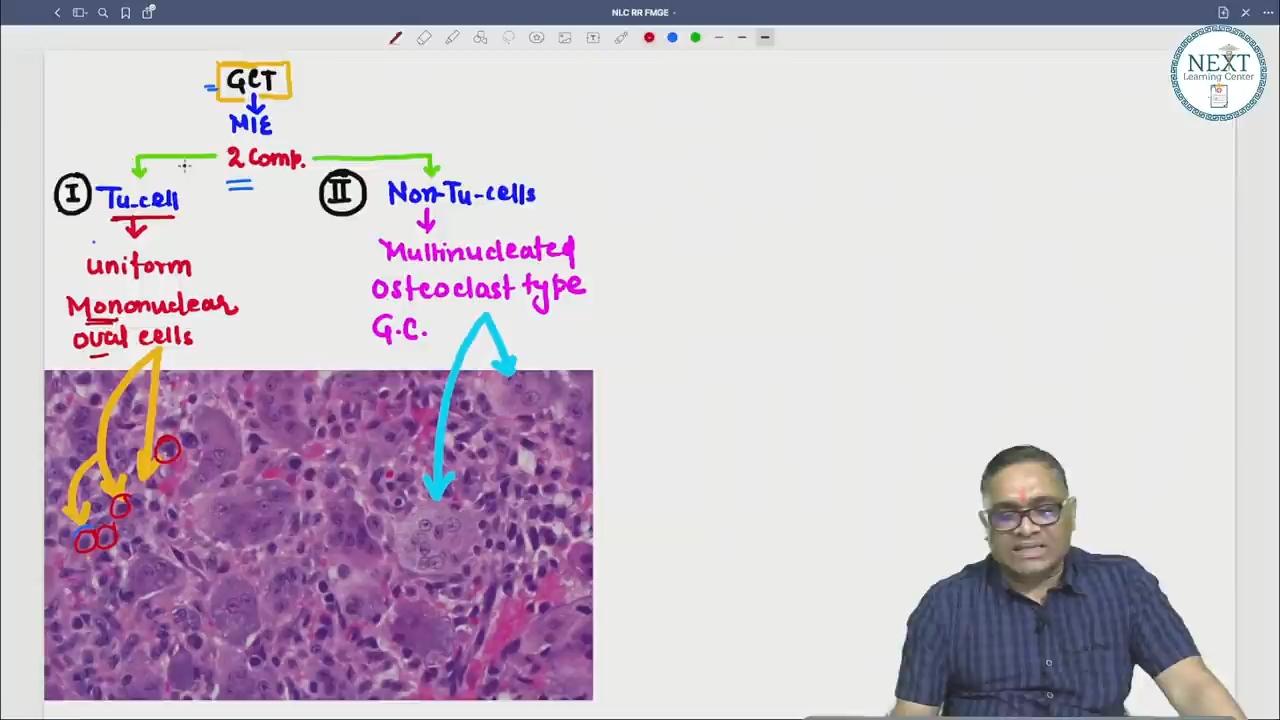 NLC RR FMGE
NEXT
Learning Center
GCT
MIE
2 Comp.
I
Tu-cell
uniform
Mononuclear
oval cells
II
Non-Tu-cells
Multinucleated
osteoclast type
G.C.